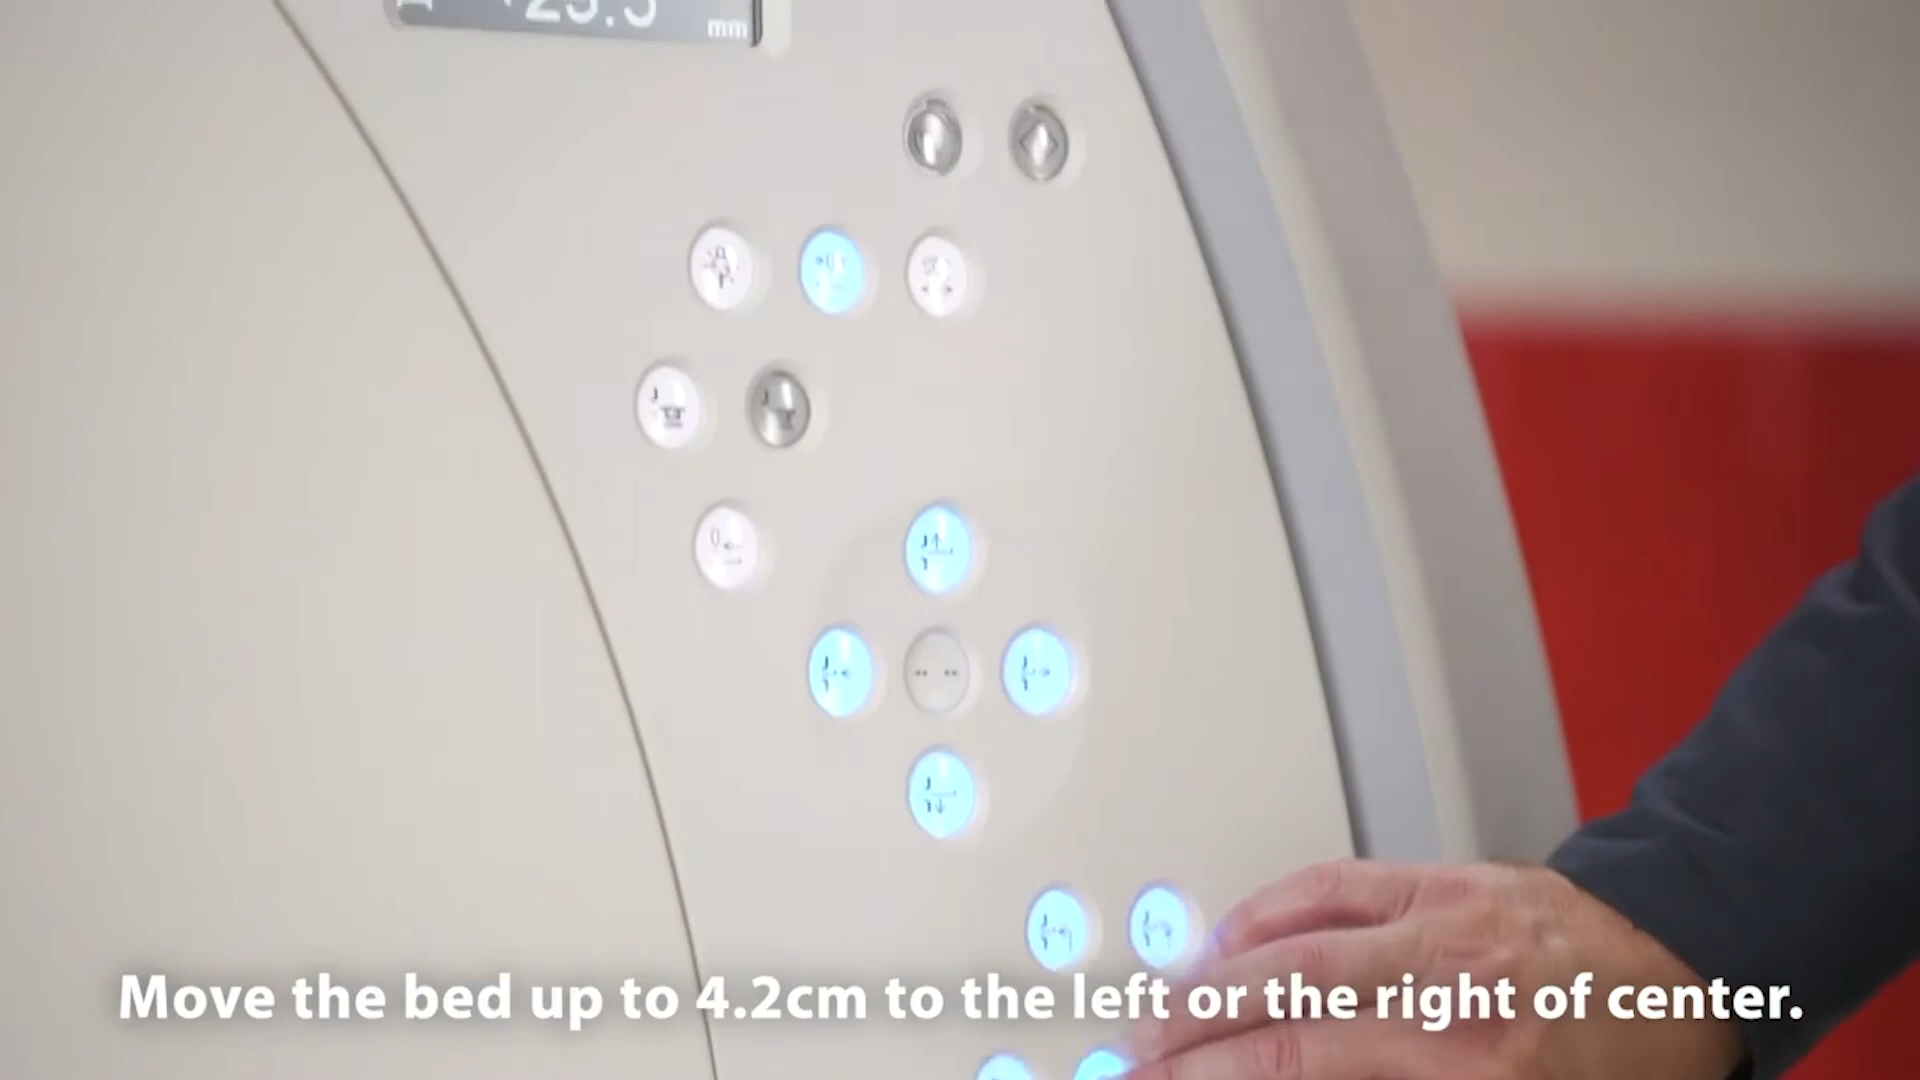 mm
Move the bed up to 4.2cm to the left or the right of center.